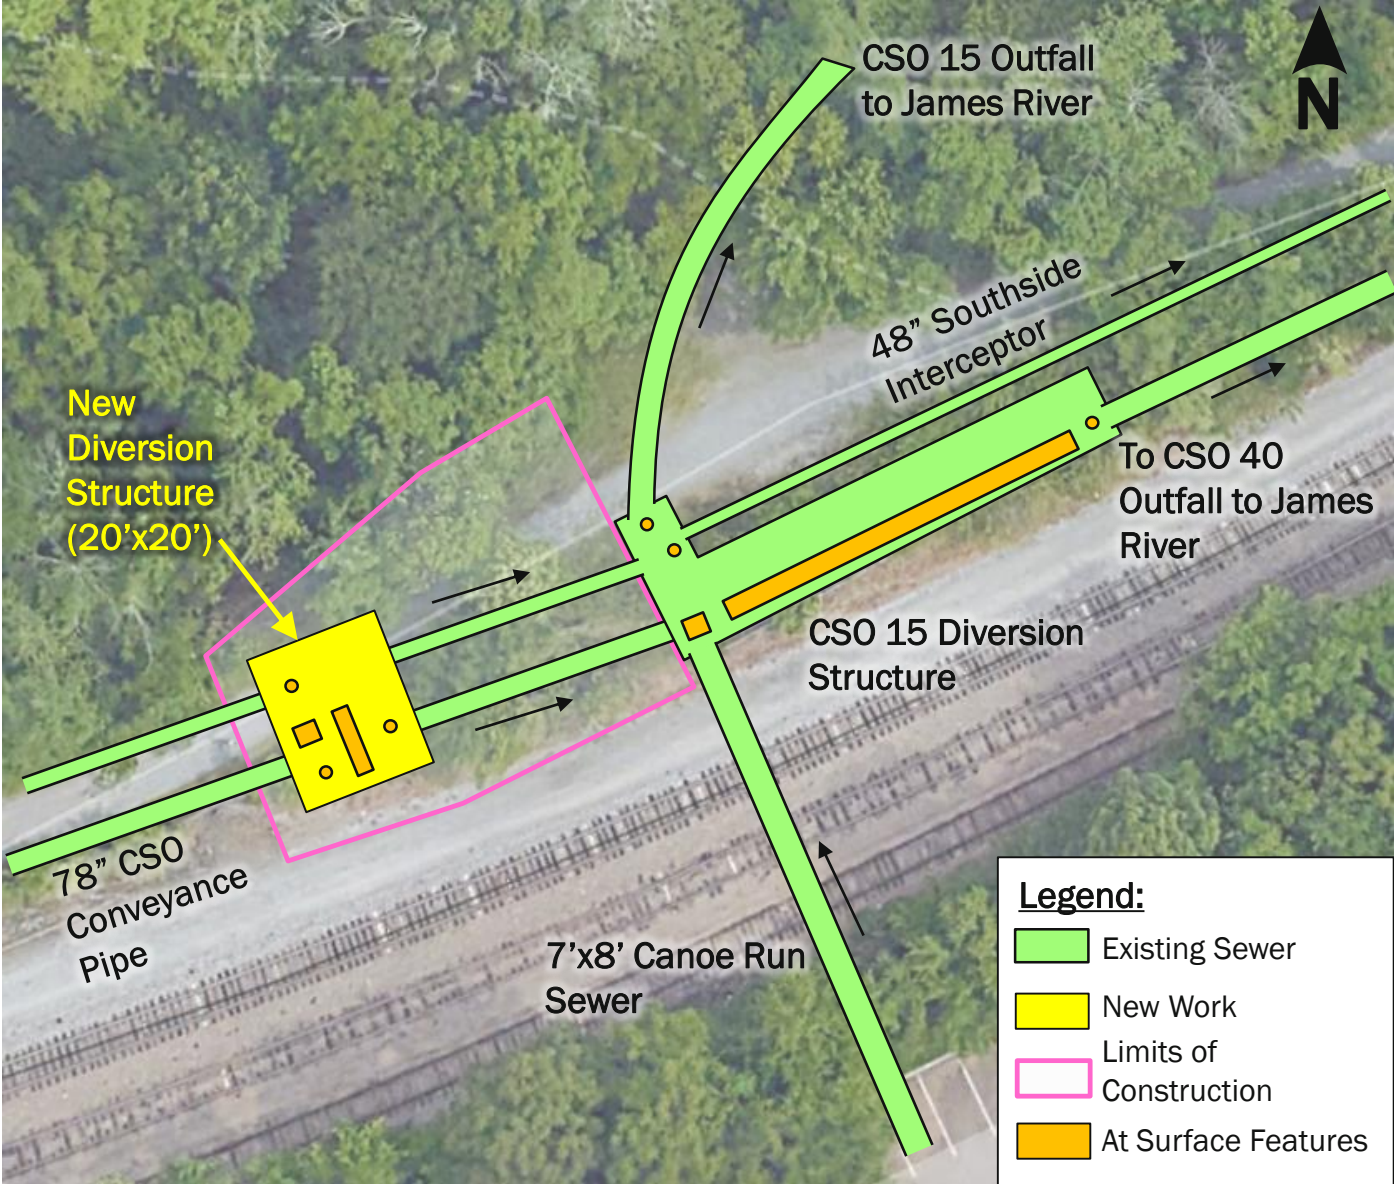 CSO 15 Outfall
to James River
N
48” Southside
Interceptor
New
Diversion
Structure
(20’x20’)
To CSO 40
Outfall to James
River
CSO 15 Diversion
Structure
78” CSO
Conveyance
Pipe
7’x8’ Canoe Run
Sewer
Legend:
Existing Sewer
New Work
Limits of
Construction
At Surface Features